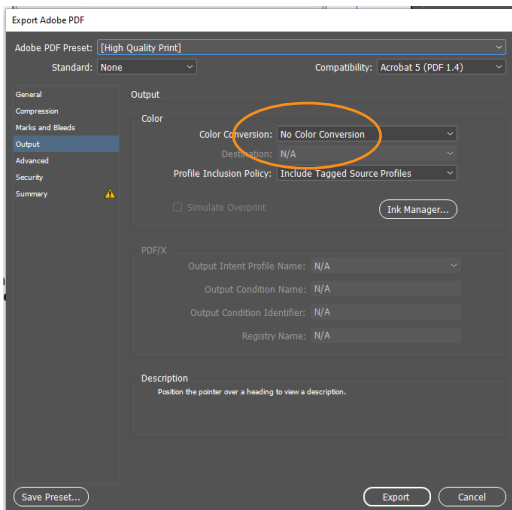 Export Adobe PDF
Adobe PDF Preset: [High Quality Print]
Standard: None Compatibility: Acrobat 5 (PDF 1.4)
General
Compression
Marks and Bleeds
Output
Advanced
Security
Summary
Output
Color
Color Conversion: No Color Conversion
Destination: N/A
Profile Inclusion Policy: Include Tagged Source Profiles
Simulate Overprint Ink Manager...
PDF/X
Output Intent Profile Name: N/A
Output Condition Name: N/A
Output Condition Identifier: N/A
Registry Name: N/A
Description
Position the pointer over a heading to view a description.
Save Preset... Export Cancel